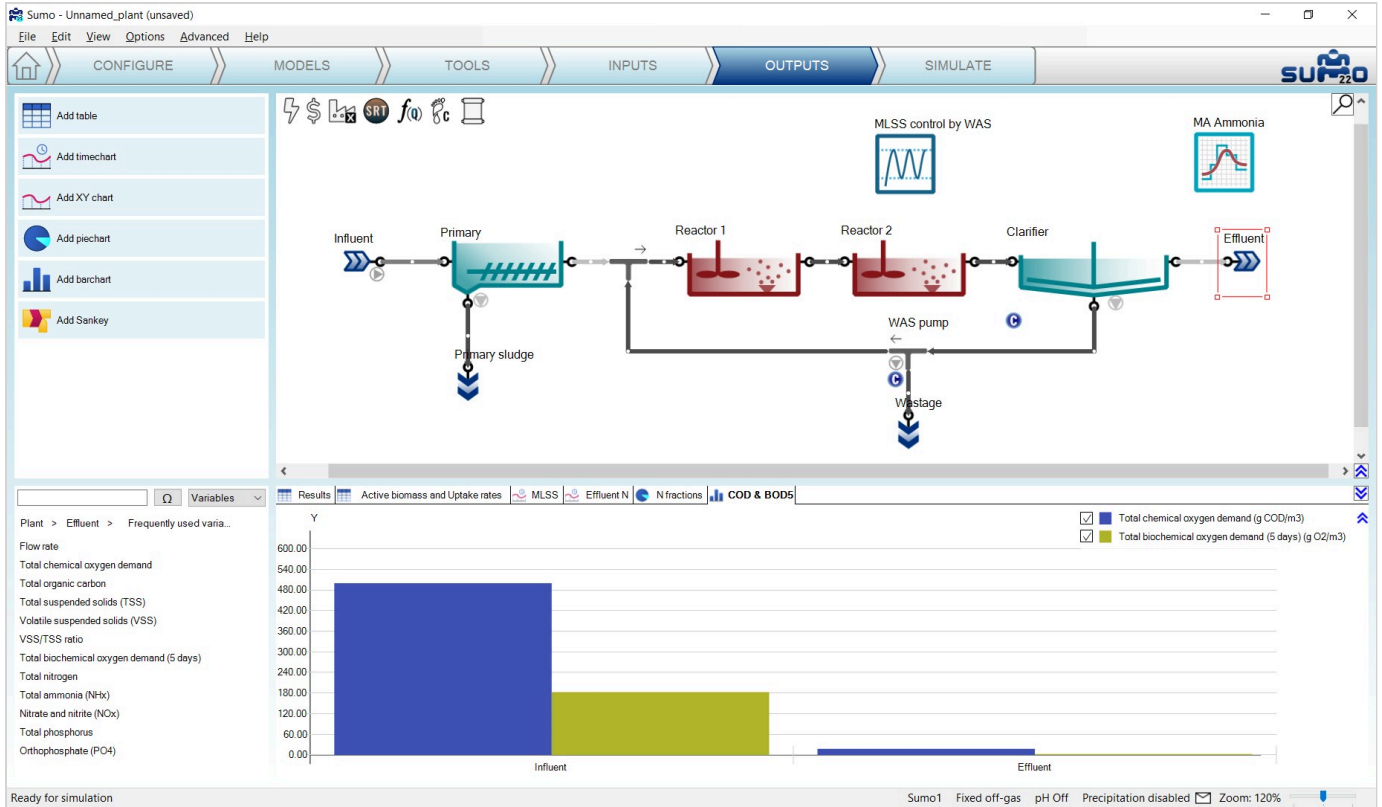 Sumo - Unnamed_plant (unsaved)
File Edit View Options Advanced Help
CONFIGURE MODELS TOOLS INPUTS OUTPUTS SIMULATE
SUMO 22
Add table
Add timechart
Add XY chart
Add piechart
Add barchart
Add Sankey
$ SRT f(Q) C
MLSS control by WAS
MA Ammonia
Influent
Primary
Reactor 1
Reactor 2
Clarifier
Effluent
WAS pump
C
C
Primary sludge
Wastage
Ω Variables
Plant > Effluent > Frequently used varia...
Flow rate
Total chemical oxygen demand
Total organic carbon
Total suspended solids (TSS)
Volatile suspended solids (VSS)
VSS/TSS ratio
Total biochemical oxygen demand (5 days)
Total nitrogen
Total ammonia (NHx)
Nitrate and nitrite (NOx)
Total phosphorus
Orthophosphate (PO4)
Results Active biomass and Uptake rates MLSS Effluent N N fractions COD & BOD5
Y
Total chemical oxygen demand (g COD/m3)
Total biochemical oxygen demand (5 days) (g O2/m3)
600.00
540.00
480.00
420.00
360.00
300.00
240.00
180.00
120.00
60.00
0.00
Influent
Effluent
Ready for simulation
Sumo1 Fixed off-gas pH Off Precipitation disabled Zoom: 120%